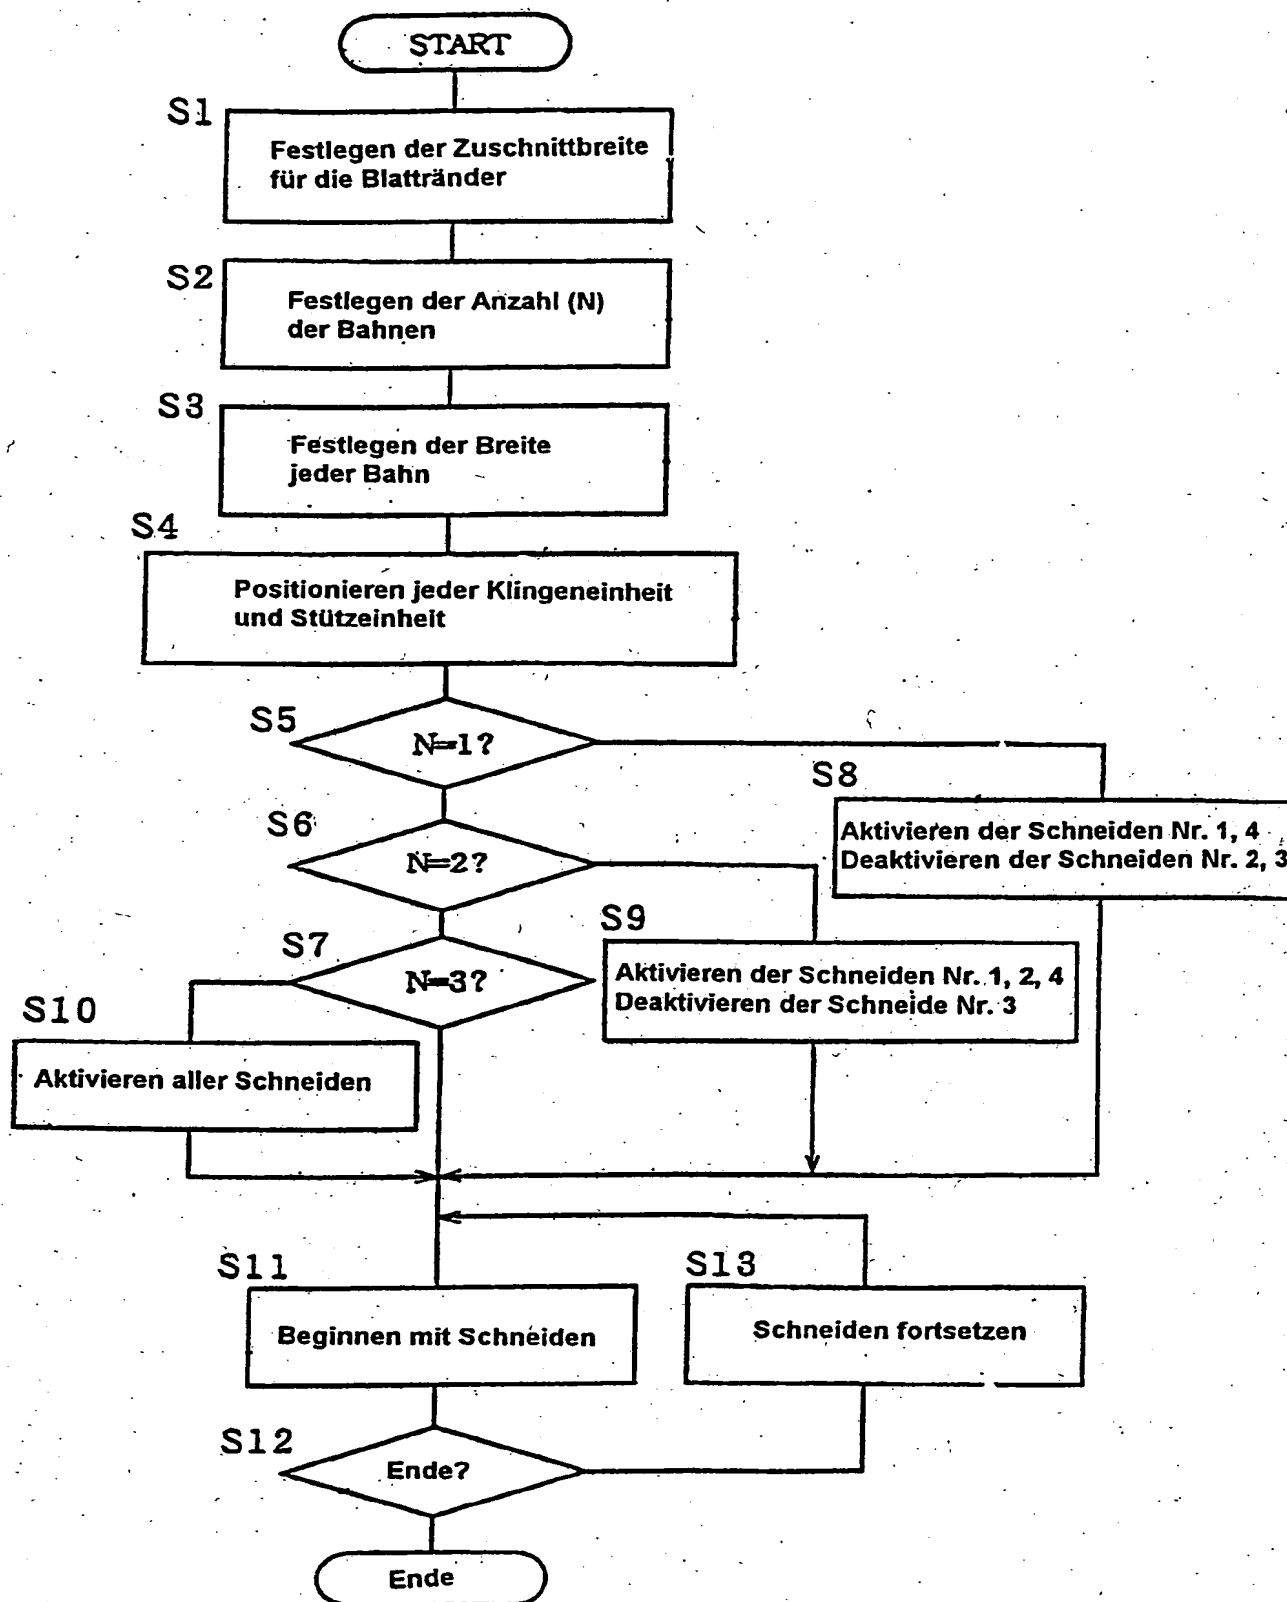 START
S1
Festlegen der Zuschnittbreite
für die Blattränder
S2
Festlegen der Anzahl (N)
der Bahnen
S3
Festlegen der Breite
jeder Bahn
S4
Positionieren jeder Klingeneinheit
und Stützeinheit
S5
N=1?
S8
Aktivieren der Schneiden Nr. 1, 4
Deaktivieren der Schneiden Nr. 2, 3
S6
N=2?
S9
Aktivieren der Schneiden Nr. 1, 2, 4
Deaktivieren der Schneide Nr. 3
S7
N=3?
S10
Aktivieren aller Schneiden
S11
Beginnen mit Schneiden
S13
Schneiden fortsetzen
S12
Ende?
Ende